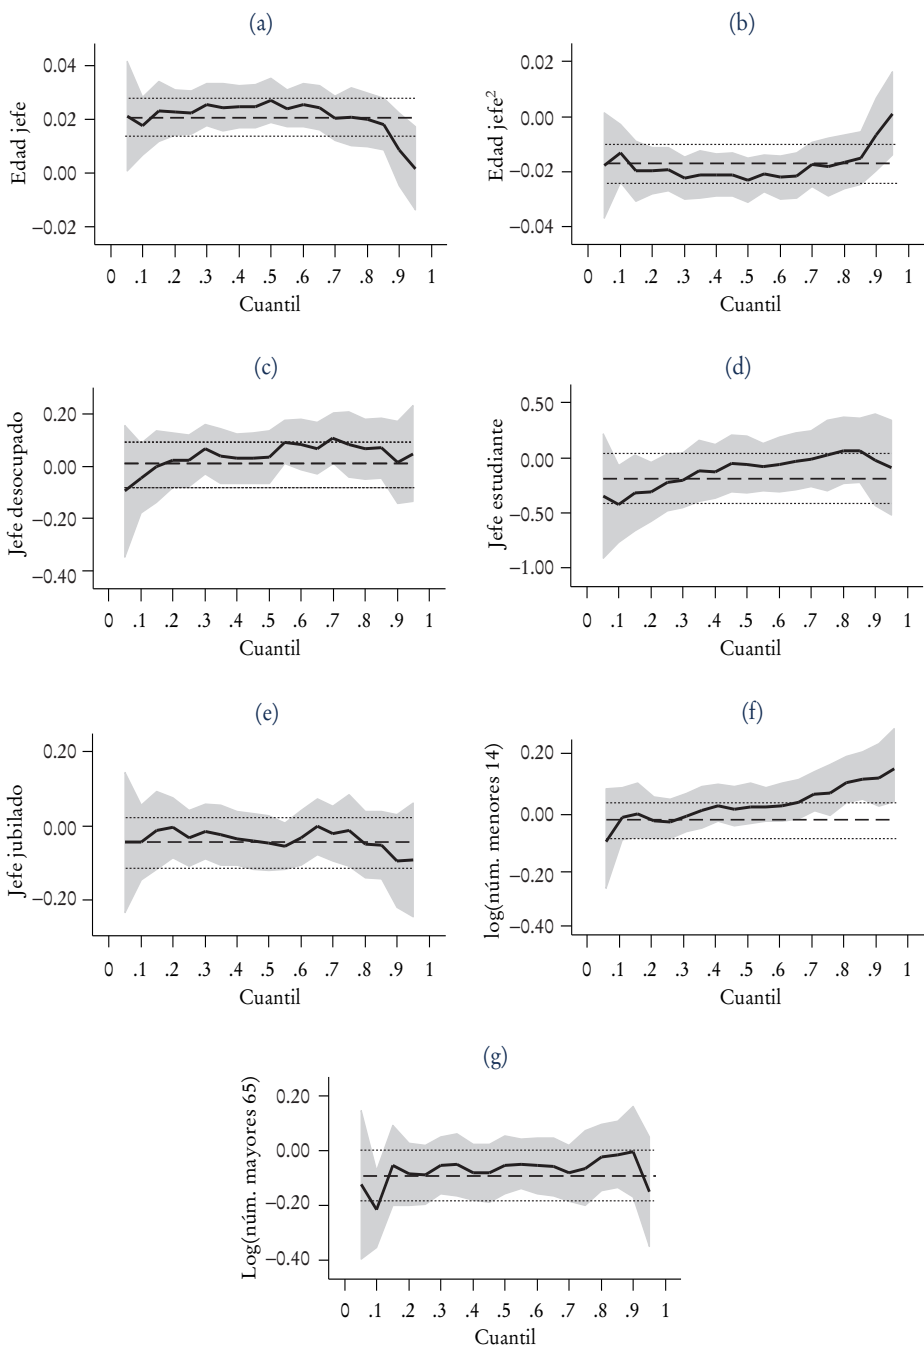 (a)
Edad jefe
0.04
0.02
0.00
−0.02
0 .1 .2 .3 .4 .5 .6 .7 .8 .9 1
Cuantil
(b)
Edad jefe²
0.02
0.00
−0.02
−0.04
0 .1 .2 .3 .4 .5 .6 .7 .8 .9 1
Cuantil
(c)
Jefe desocupado
0.20
0.00
−0.20
−0.40
0 .1 .2 .3 .4 .5 .6 .7 .8 .9 1
Cuantil
(d)
Jefe estudiante
0.50
0.00
−0.50
−1.00
0 .1 .2 .3 .4 .5 .6 .7 .8 .9 1
Cuantil
(e)
Jefe jubilado
0.20
0.00
−0.20
0 .1 .2 .3 .4 .5 .6 .7 .8 .9 1
Cuantil
(f)
log(núm. menores 14)
0.20
0.00
−0.20
−0.40
0 .1 .2 .3 .4 .5 .6 .7 .8 .9 1
Cuantil
(g)
Log(núm. mayores 65)
0.20
0.00
−0.20
−0.40
0 .1 .2 .3 .4 .5 .6 .7 .8 .9 1
Cuantil